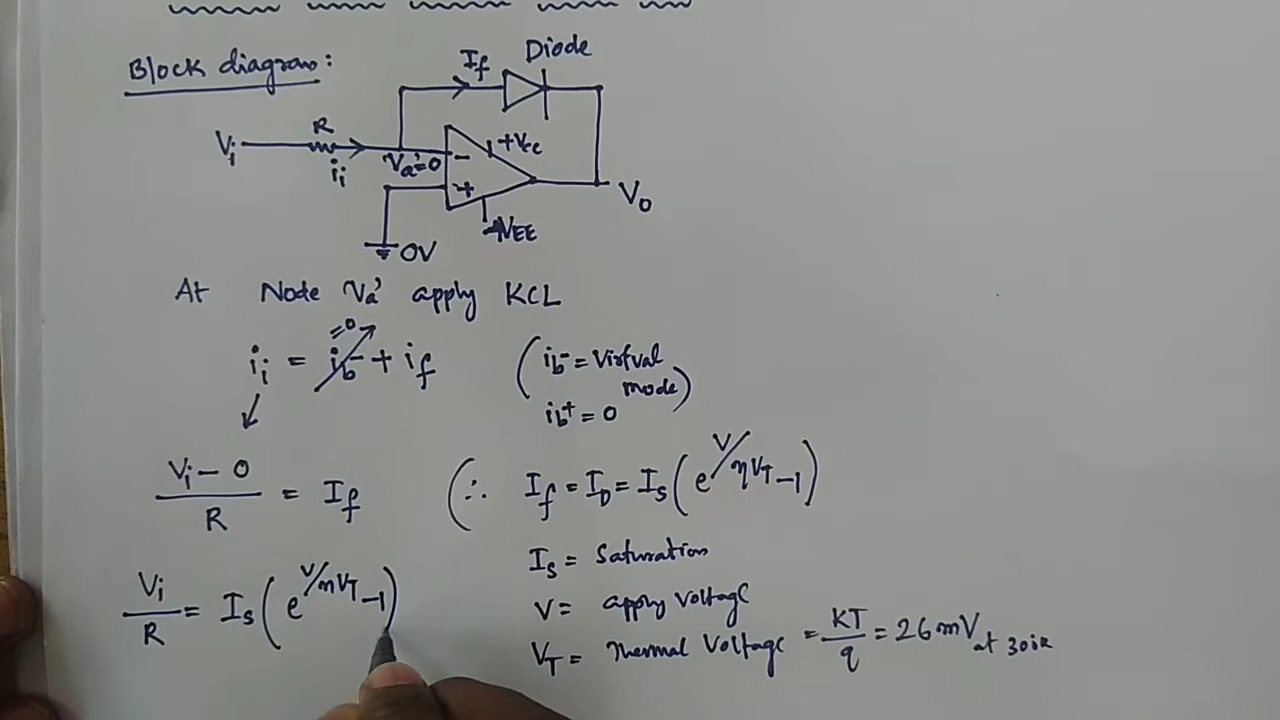 Block diagram:
Diode
If
R
Vi
ii
Va'=0
-
+Vcc
+
-VEE
Vo
0V
At Node Va' apply KCL
=0
ii = ib- + if (ib- = Virtual mode)
ib+ = 0
Vi - 0 / R = If (∴ If = ID = Is(e^V/ηVT - 1)
Is = Saturation
Vi / R = Is(e^V/ηVT - 1)
V = apply Voltage
VT = Thermal Voltage = KT / q = 26mV at 300k